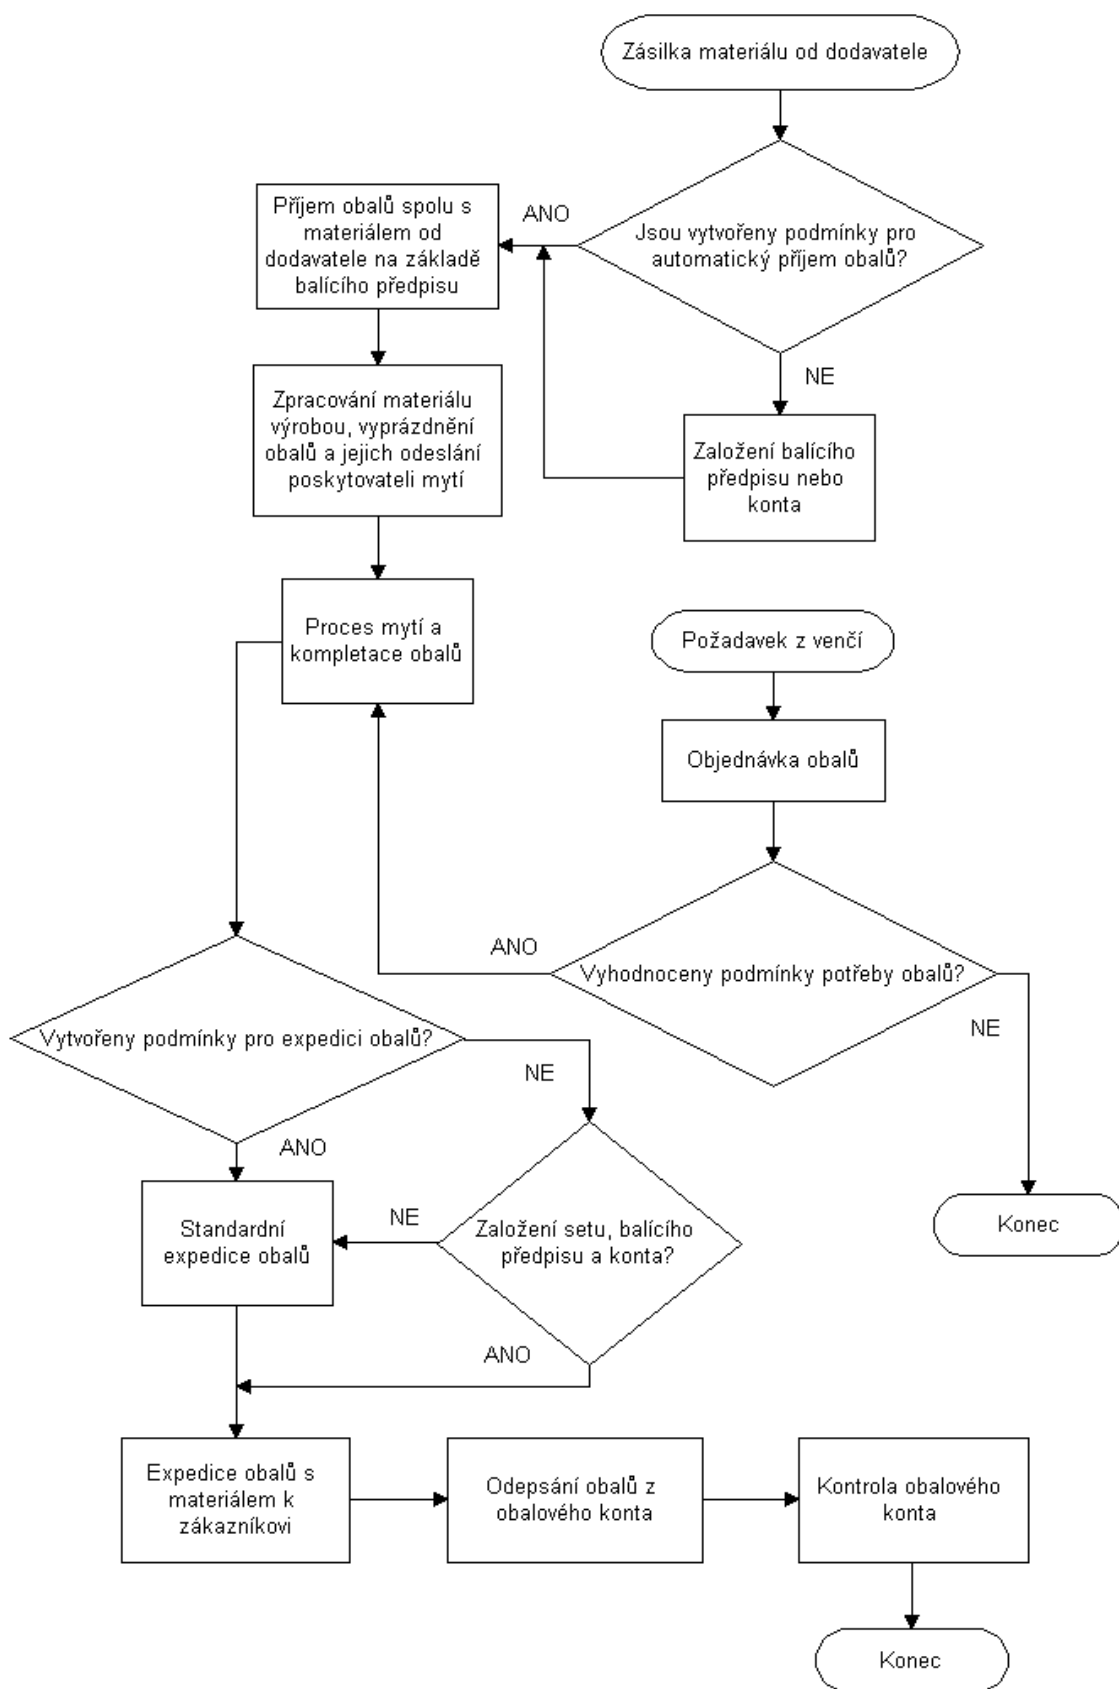 Zásilka materiálu od dodavatele
Jsou vytvořeny podmínky pro
automatický příjem obalů?
ANO
Příjem obalů spolu s
materiálem od
dodavatele na základě
balícího předpisu
NE
Založení balícího
předpisu nebo
konta
Zpracování materiálu
výrobou, vyprázdnění
obalů a jejich odeslání
poskytovateli mytí
Proces mytí a
kompletace obalů
Požadavek z venčí
Objednávka obalů
Vyhodnoceny podmínky potřeby obalů?
ANO
NE
Konec
Vytvořeny podmínky pro expedici obalů?
NE
ANO
Standardní
expedice obalů
NE
Založení setu, balícího
předpisu a konta?
ANO
Expedice obalů s
materiálem k
zákazníkovi
Odepsání obalů z
obalového konta
Kontrola obalového
konta
Konec